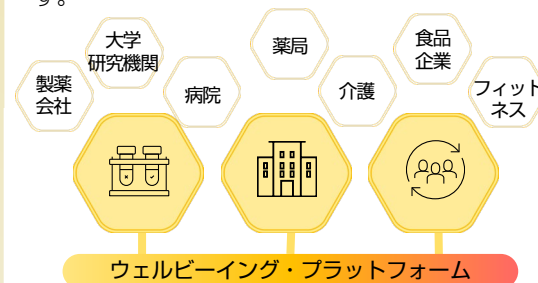 す。
大学
研究機関
薬局
食品
企業
製薬
会社
病院
介護
フィット
ネス
ウェルビーイング・プラットフォーム